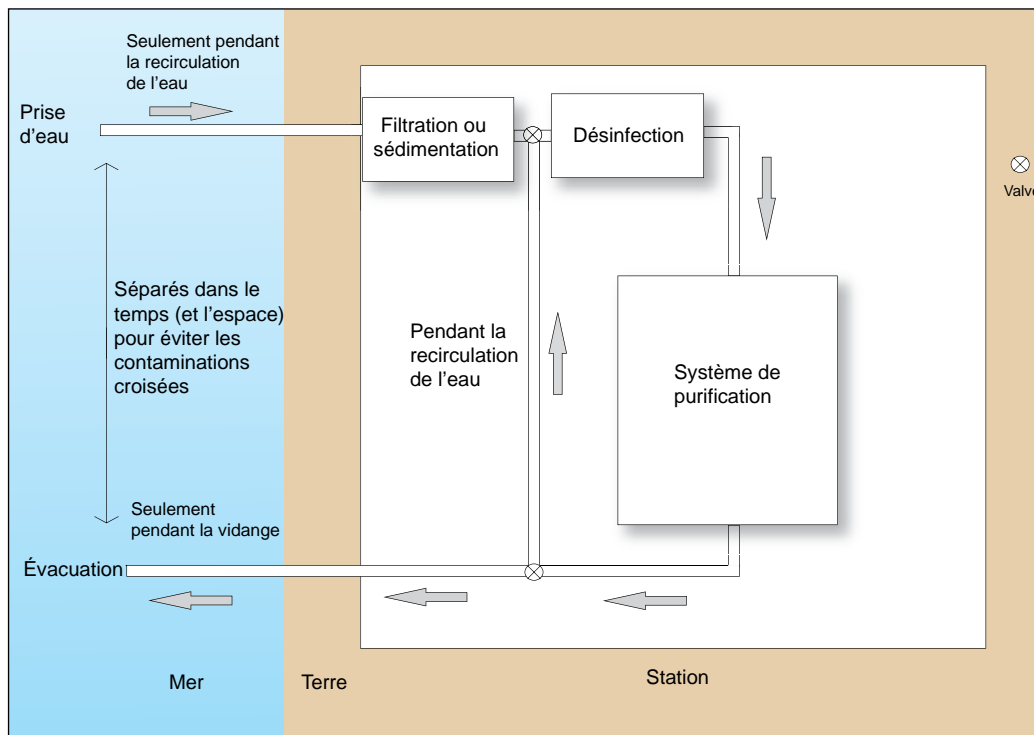 Seulement pendant
la recirculation
de l'eau
Prise
d'eau
Filtration ou
sédimentation
Désinfection
Valve
Séparés dans le
temps (et l'espace)
pour éviter les
contaminations
croisées
Pendant la
recirculation
de l'eau
Système de
purification
Seulement
pendant la vidange
Évacuation
Mer
Terre
Station